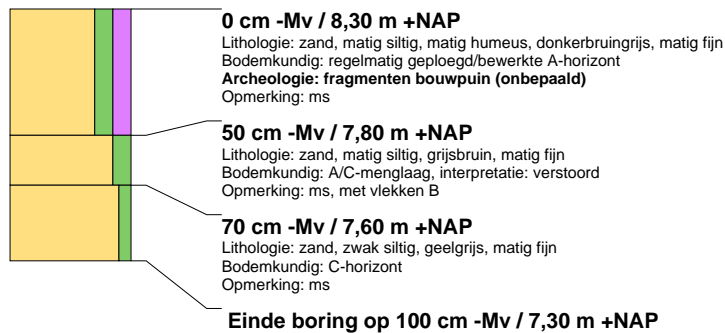 0 cm -Mv / 8,30 m +NAP
Lithologie: zand, matig siltig, matig humeus, donkerbruingrijs, matig fijn
Bodemkundig: regelmatig geploegd/bewerkte A-horizont
Archeologie: fragmenten bouwpuin (onbepaald)
Opmerking: ms
50 cm -Mv / 7,80 m +NAP
Lithologie: zand, matig siltig, grijsbruin, matig fijn
Bodemkundig: A/C-menglaag, interpretatie: verstoord
Opmerking: ms, met vlekken B
70 cm -Mv / 7,60 m +NAP
Lithologie: zand, zwak siltig, geelgrijs, matig fijn
Bodemkundig: C-horizont
Opmerking: ms
Einde boring op 100 cm -Mv / 7,30 m +NAP